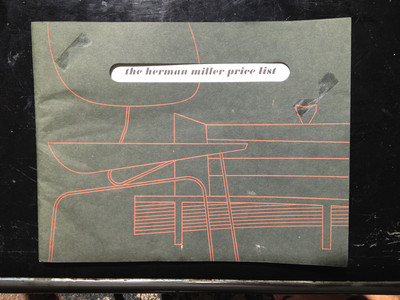 the herman miller price list